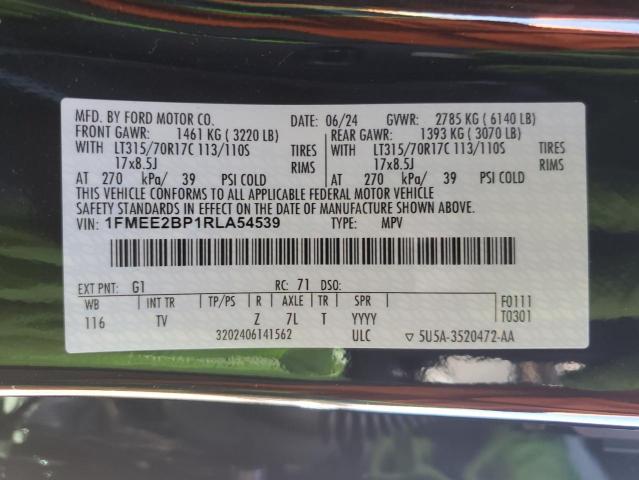 MFD. BY FORD MOTOR CO. DATE: 06/24 GVWR: 2785 KG ( 6140 LB)
FRONT GAWR: 1461 KG ( 3220 LB) REAR GAWR: 1393 KG ( 3070 LB)
WITH LT315/70R17C 113/110S TIRES WITH LT315/70R17C 113/110S TIRES
17x8.5J RIMS 17x8.5J RIMS
AT 270 kPa/ 39 PSI COLD AT 270 kPa/ 39 PSI COLD
THIS VEHICLE CONFORMS TO ALL APPLICABLE FEDERAL MOTOR VEHICLE
SAFETY STANDARDS IN EFFECT ON THE DATE OF MANUFACTURE SHOWN ABOVE.
VIN: 1FMEE2BP1RLA54539 TYPE: MPV
EXT PNT: G1 RC: 71 DSO:
WB INT TR TP/PS R AXLE TR SPR F0111
116 TV Z 7L T YYYY T0301
3202406141562 ULC ▽ 5U5A-3520472-AA